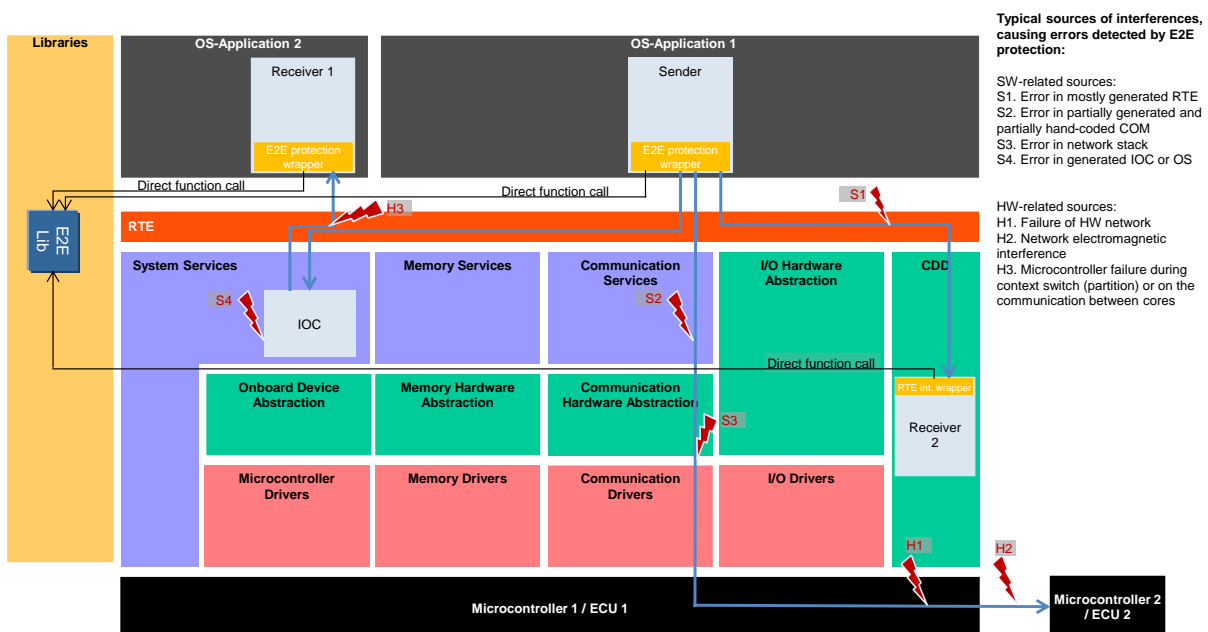 Libraries
OS-Application 2
OS-Application 1
Receiver 1
Sender
E2E protection
wrapper
E2E protection
wrapper
Direct function call
Direct function call
S1
H3
RTE
E2E
Lib
System Services
Memory Services
Communication
Services
I/O Hardware
Abstraction
CDD
S4
S2
IOC
Direct function call
Onboard Device
Abstraction
Memory Hardware
Abstraction
Communication
Hardware Abstraction
RTE int. wrapper
S3
Receiver
2
Microcontroller
Drivers
Memory Drivers
Communication
Drivers
I/O Drivers
H1
H2
Microcontroller 1 / ECU 1
Microcontroller 2
/ ECU 2
Typical sources of interferences,
causing errors detected by E2E
protection:
SW-related sources:
S1. Error in mostly generated RTE
S2. Error in partially generated and
partially hand-coded COM
S3. Error in network stack
S4. Error in generated IOC or OS
HW-related sources:
H1. Failure of HW network
H2. Network electromagnetic
interference
H3. Microcontroller failure during
context switch (partition) or on the
communication between cores